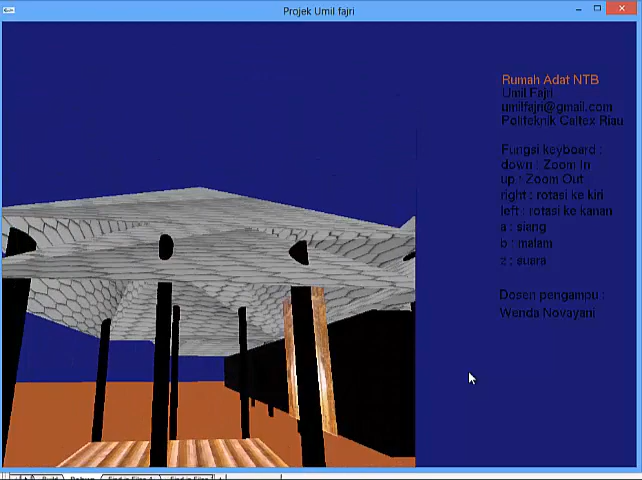 Projek Umil fajri
Rumah Adat NTB
Umil Fajri
umilfajri@gmail.com
Politeknik Caltex Riau
Fungsi keyboard :
down : Zoom In
up : Zoom Out
right : rotasi ke kiri
left : rotasi ke kanan
a : siang
b : malam
z : suara
Dosen pengampu :
Wenda Novayani